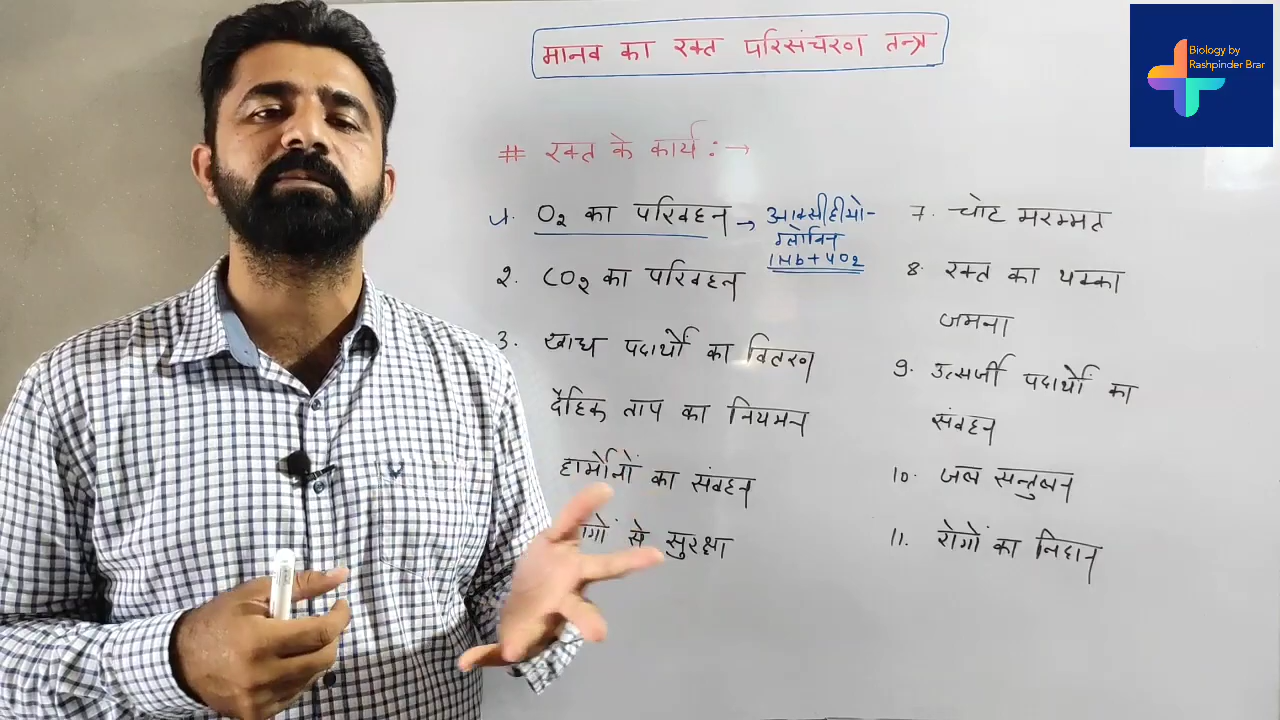 मानव का रक्त परिसंचरण तन्त्र
Biology by
Rashpinder Brar
# रक्त के कार्य :→
1. O₂ का परिवहन → आक्सीहीमो-
ग्लोबिन
1Hb+4O₂
2. CO₂ का परिवहन
3. खाद्य पदार्थों का वितरण
दैहिक ताप का नियमन
हार्मोनों का संवहन
गों से सुरक्षा
7. चोट मरम्मत
8. रक्त का थक्का
जमना
9. उत्सर्जी पदार्थों का
संवहन
10. जल सन्तुलन
11. रोगों का निदान